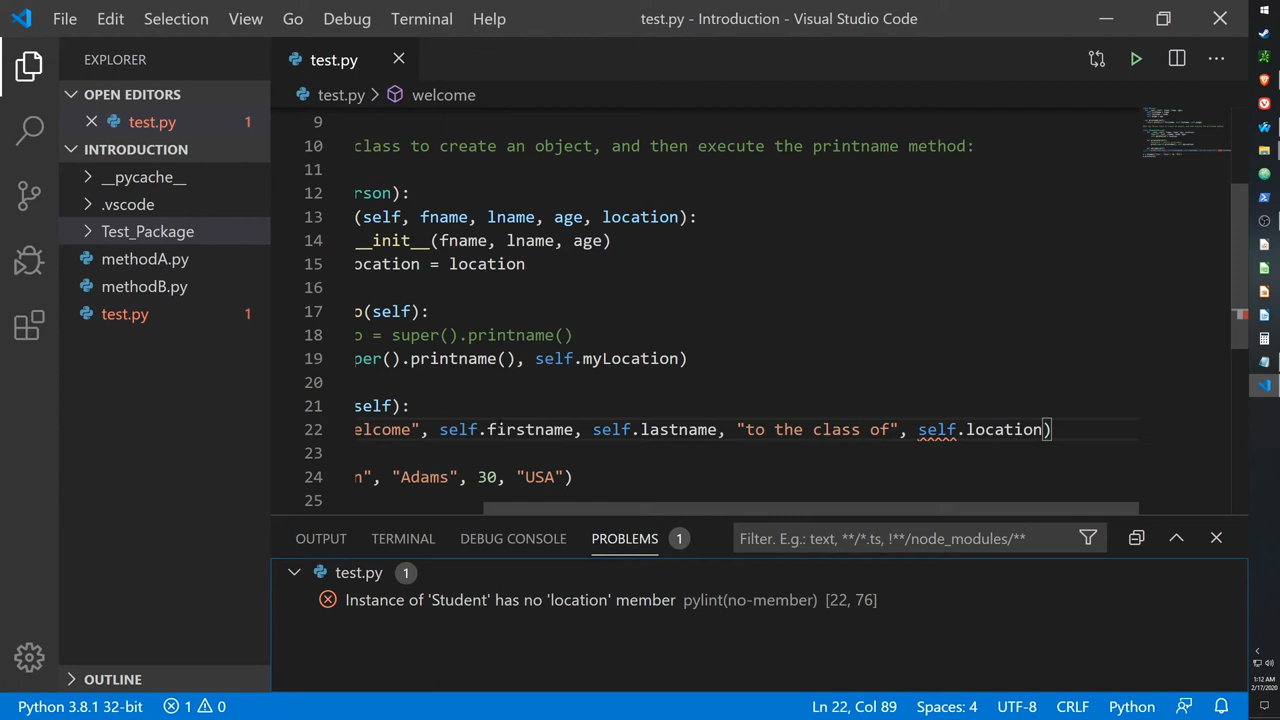 File Edit Selection View Go Debug Terminal Help test.py - Introduction - Visual Studio Code
EXPLORER
test.py
OPEN EDITORS
test.py > welcome
test.py 1
INTRODUCTION
__pycache__
.vscode
Test_Package
methodA.py
methodB.py
test.py 1
OUTLINE
9
10 class to create an object, and then execute the printname method:
11
12 rson):
13 (self, fname, lname, age, location):
14 __init__(fname, lname, age)
15 ocation = location
16
17 o(self):
18 o = super().printname()
19 per().printname(), self.myLocation)
20
21 self):
22 elcome", self.firstname, self.lastname, "to the class of", self.location)
23
24 n", "Adams", 30, "USA")
25
OUTPUT TERMINAL DEBUG CONSOLE PROBLEMS 1 Filter. E.g.: text, **/*.ts, !**/node_modules/**
test.py 1
Instance of 'Student' has no 'location' member pylint(no-member) [22, 76]
Python 3.8.1 32-bit 1 0 Ln 22, Col 89 Spaces: 4 UTF-8 CRLF Python
1:12 AM
2/17/2020